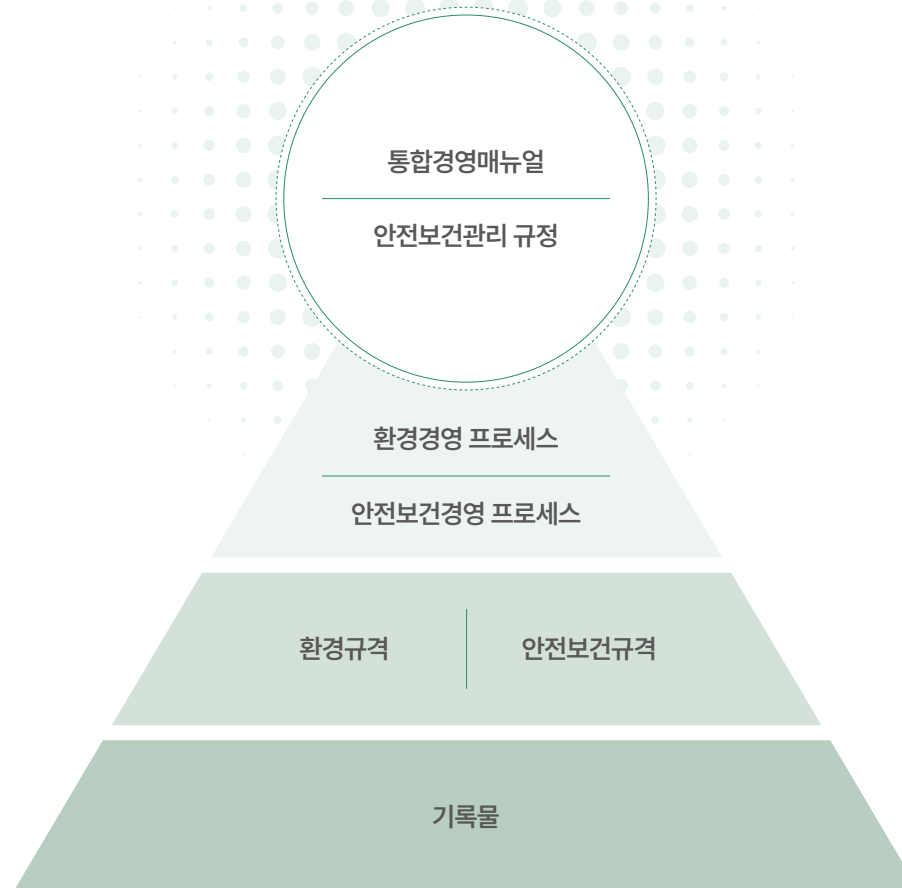 통합경영매뉴얼
안전보건관리 규정
환경경영 프로세스
안전보건경영 프로세스
환경규격
안전보건규격
기록물